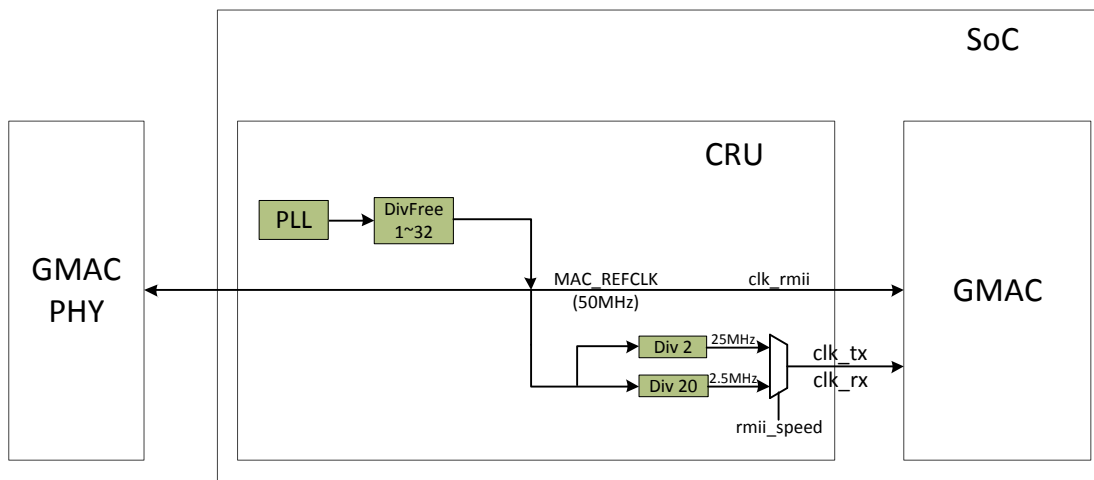 SoC
CRU
PLL
DivFree
1~32
GMAC
PHY
MAC_REFCLK
(50MHz)
clk_rmii
GMAC
Div 2
25MHz
Div 20
2.5MHz
clk_tx
clk_rx
rmii_speed